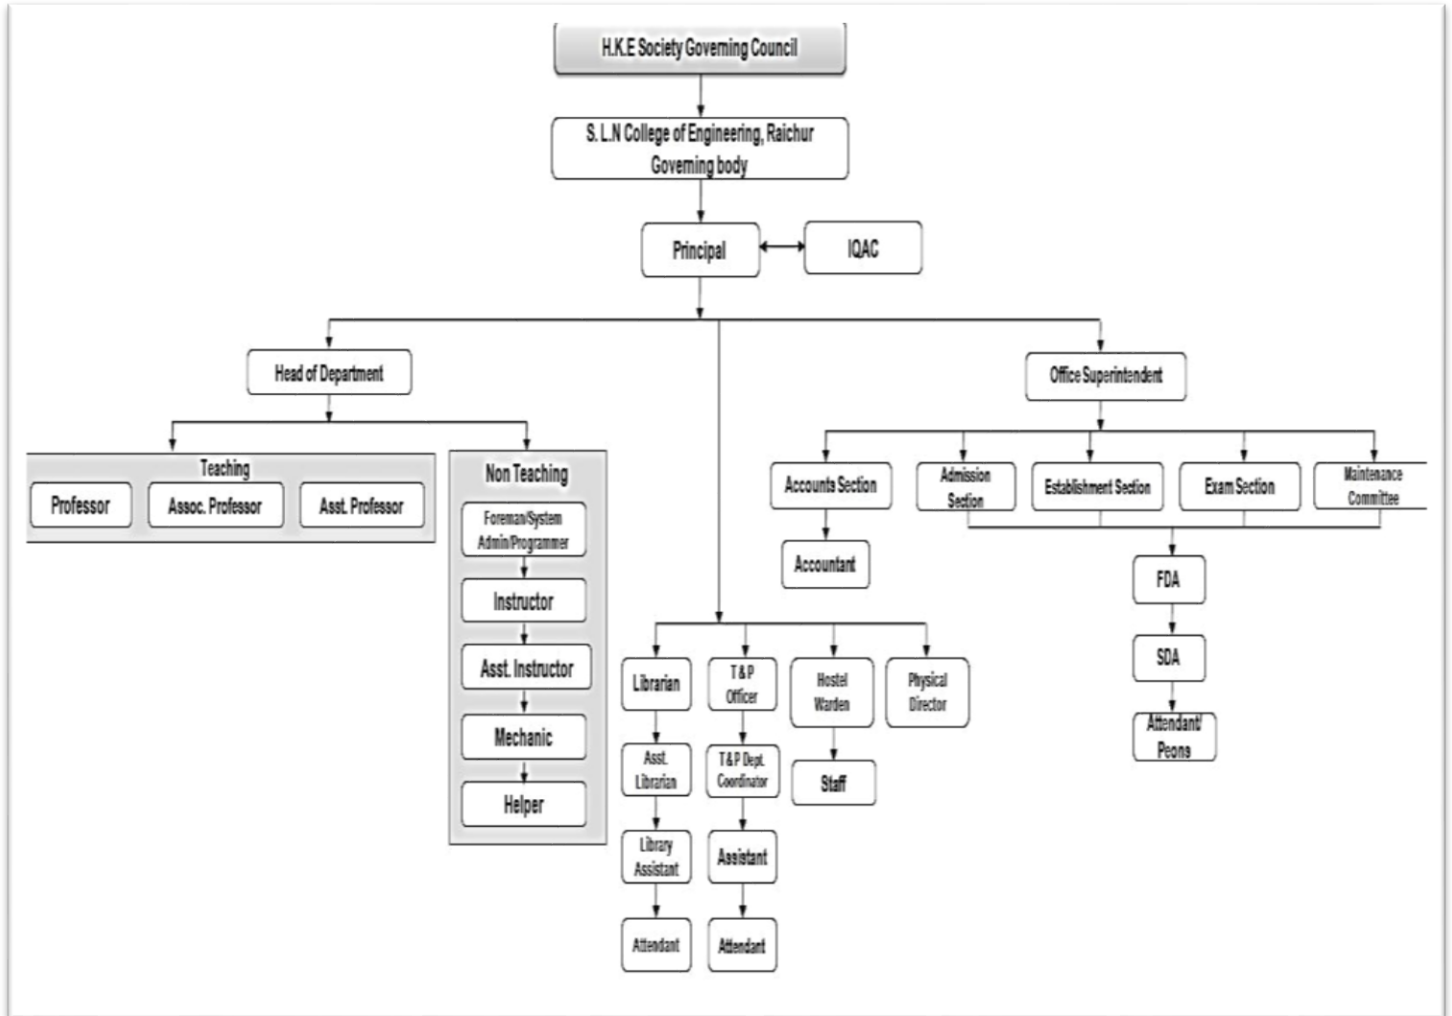 H.K.E Society Governing Council
S. L.N College of Engineering, Raichur
Governing body
Principal
IQAC
Head of Department
Office Superintendent
Teaching
Professor
Assoc. Professor
Asst. Professor
Non Teaching
Foreman/System
Admin/Programmer
Instructor
Asst. Instructor
Mechanic
Helper
Accounts Section
Accountant
Admission
Section
Establishment Section
Exam Section
Maintenance
Committee
FDA
SDA
Attendant/
Peons
Librarian
Asst.
Librarian
Library
Assistant
Attendant
T & P
Officer
T&P Dept.
Coordinator
Assistant
Attendant
Hostel
Warden
Staff
Physical
Director